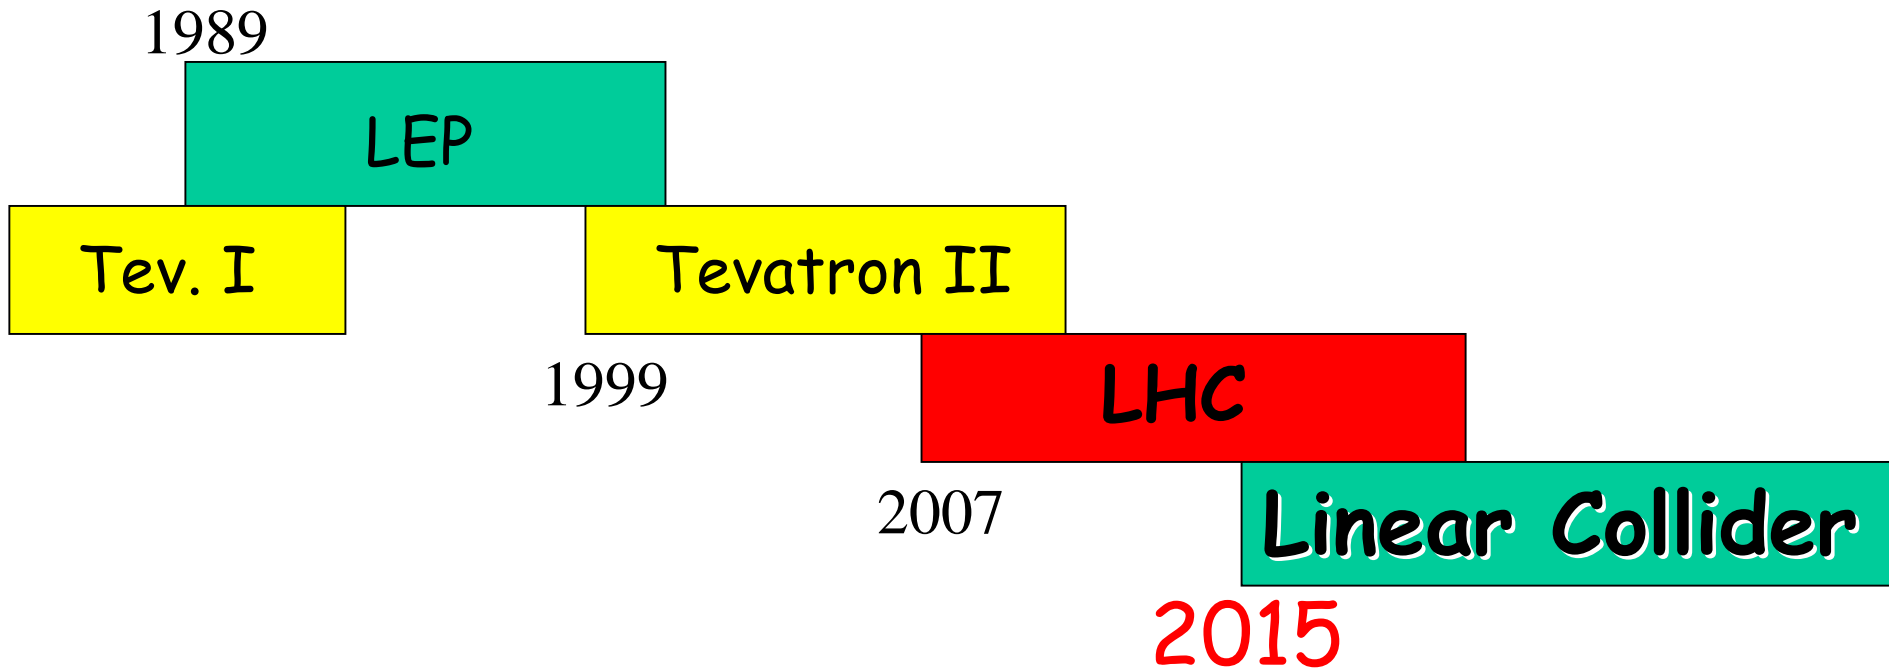 1989
LEP
Tev. I
Tevatron II
1999
LHC
2007
Linear Collider
2015